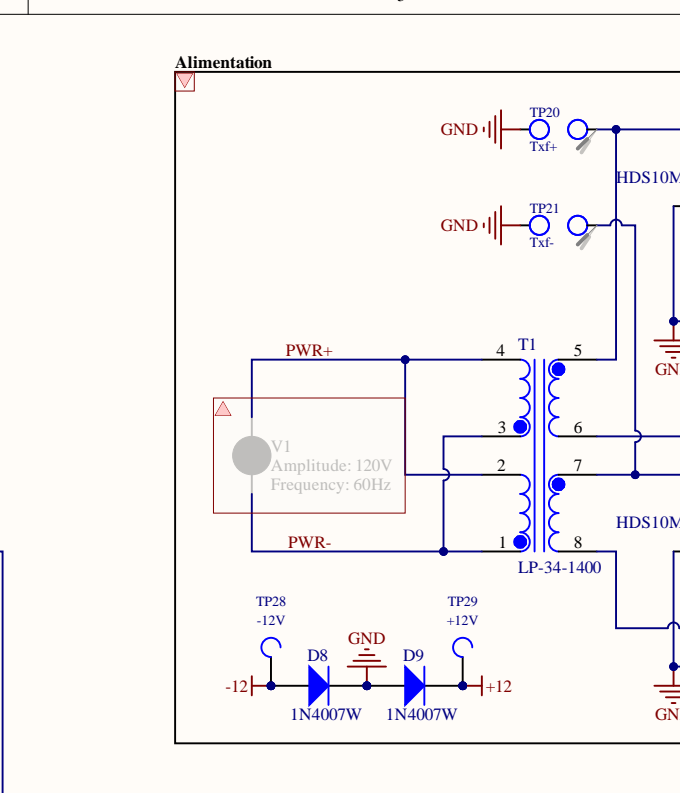 Alimentation
TP20
GND
Txf+
HDS10M
TP21
GND
Txf-
T1
PWR+
4
5
GN
3
6
V1
Amplitude: 120V
Frequency: 60Hz
2
7
HDS10M
PWR-
1
8
LP-34-1400
TP28
-12V
TP29
+12V
GND
D8
D9
-12
+12
1N4007W
1N4007W
GN